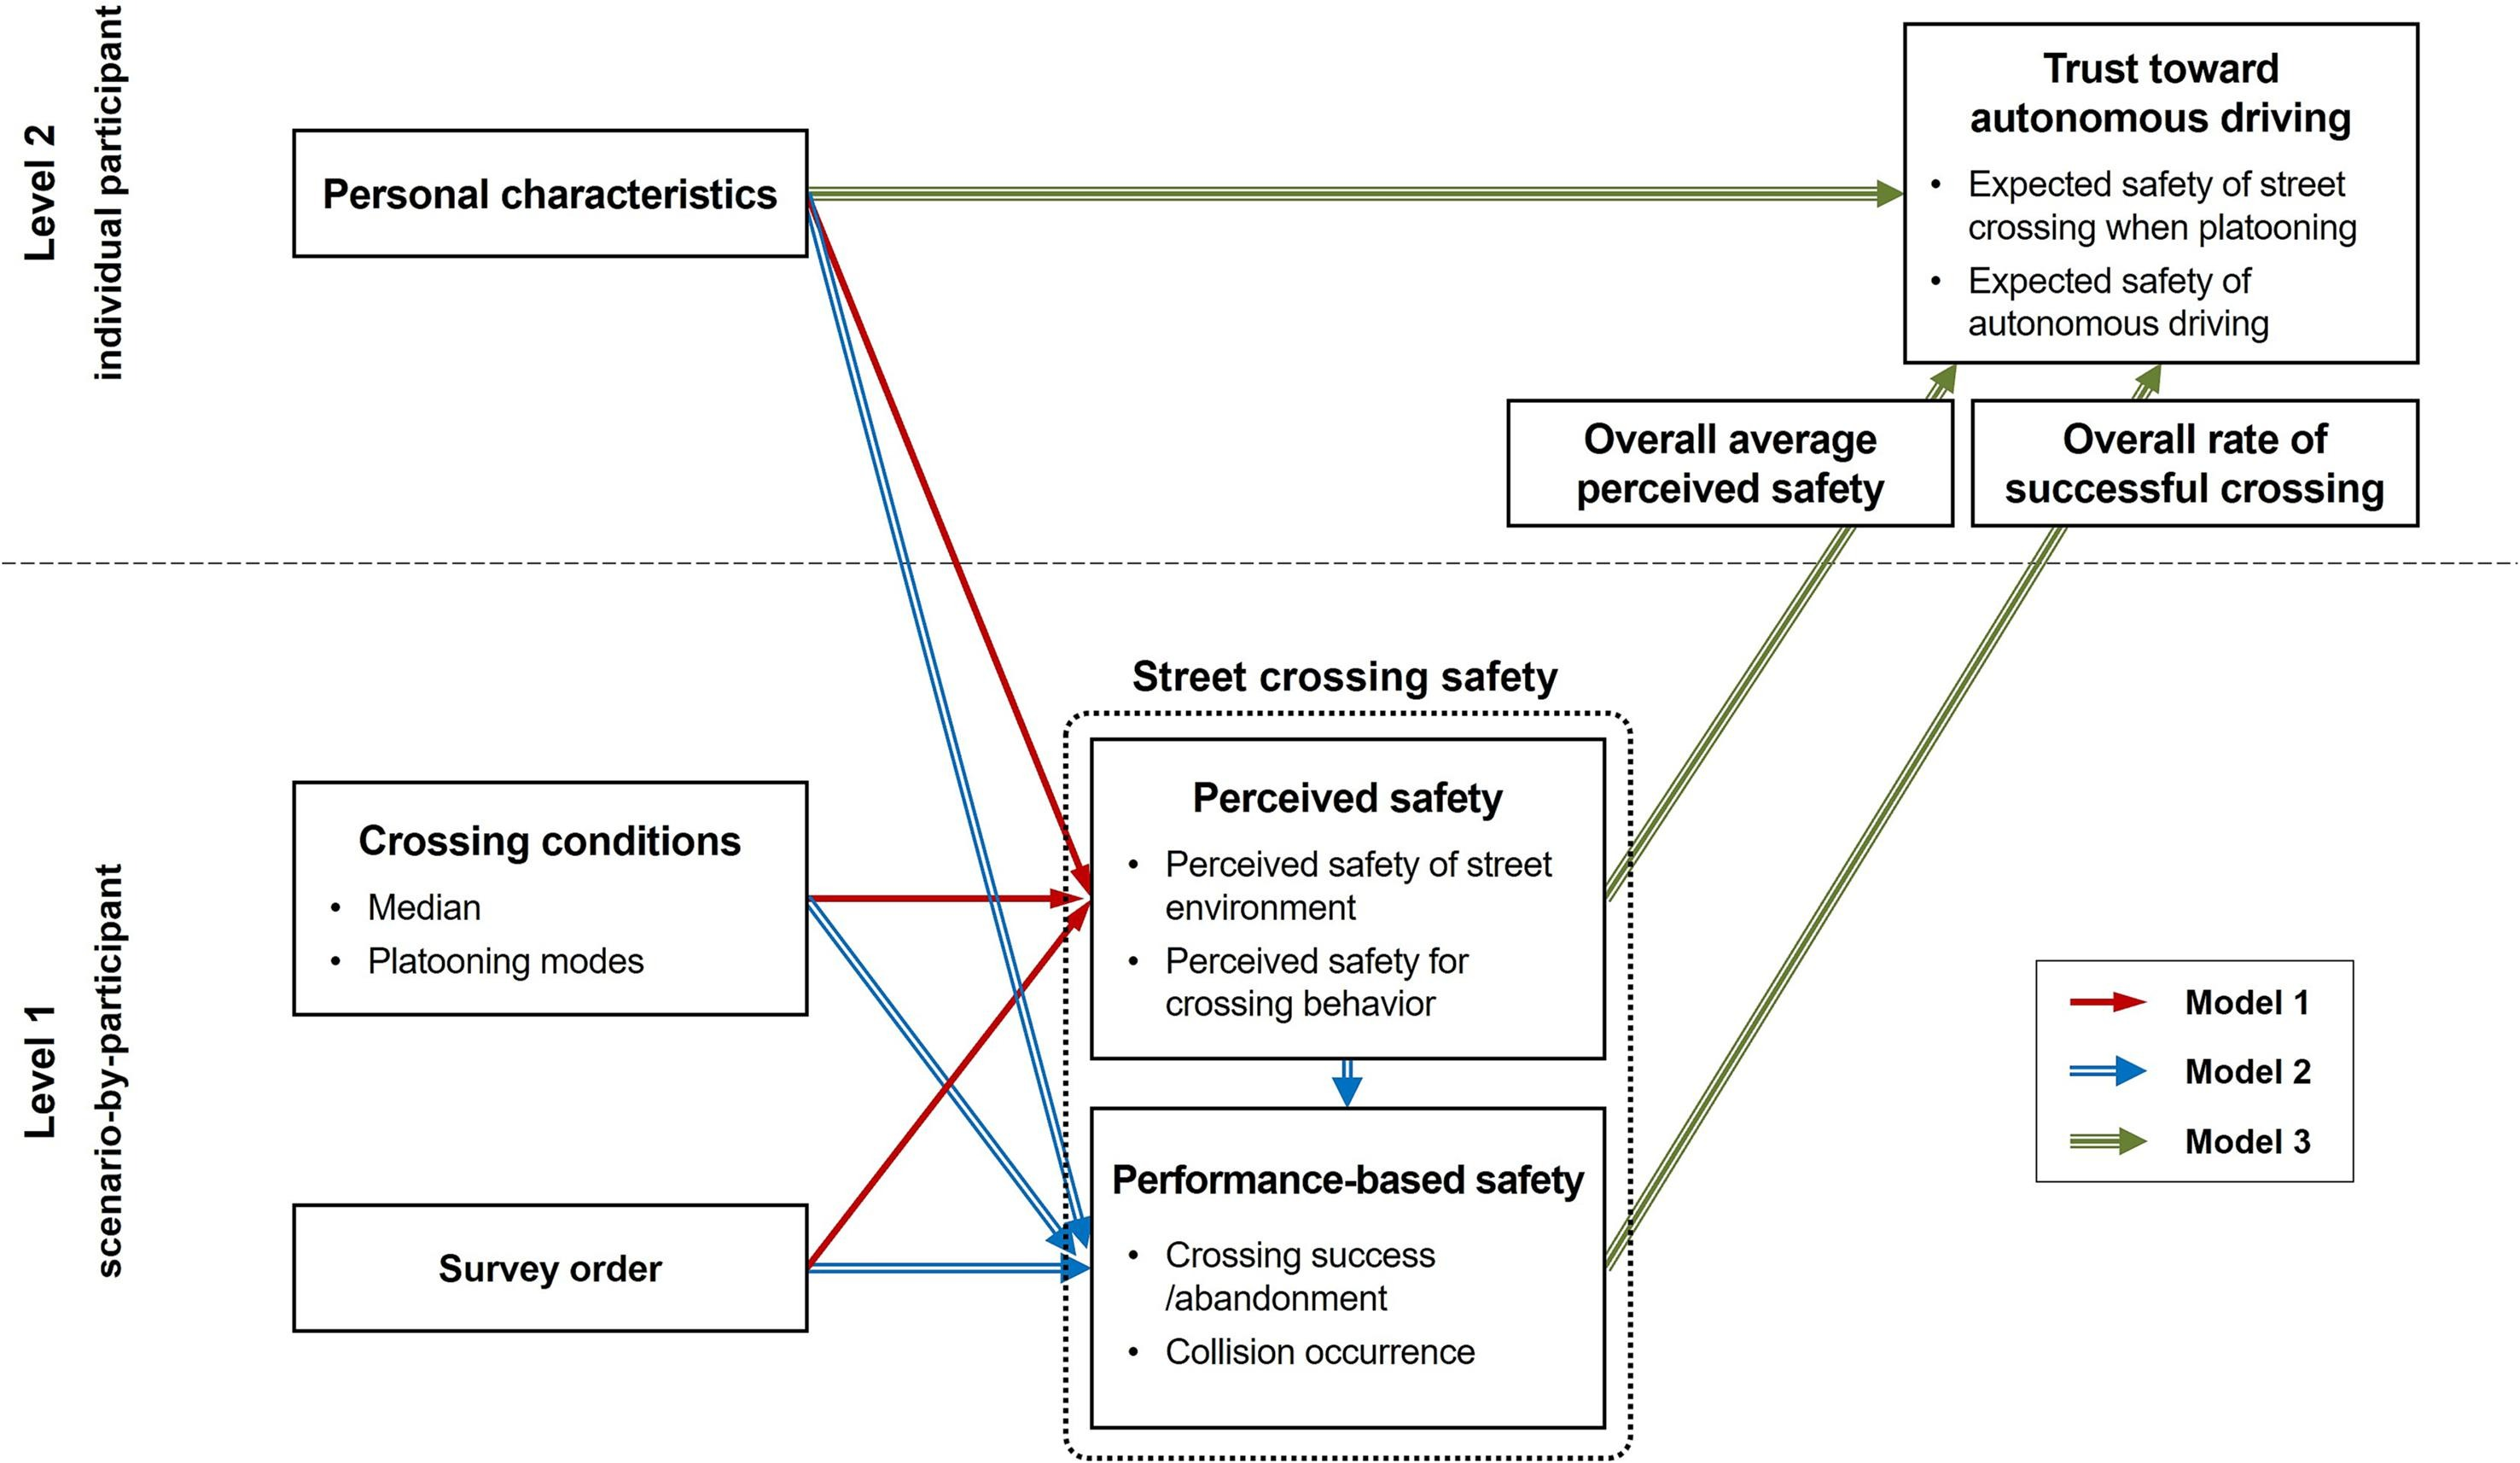 Level 2
individual participant
Personal characteristics
Trust toward
autonomous driving
• Expected safety of street
crossing when platooning
• Expected safety of
autonomous driving
Overall average
perceived safety
Overall rate of
successful crossing
Level 1
scenario-by-participant
Street crossing safety
Crossing conditions
• Median
• Platooning modes
Perceived safety
• Perceived safety of street
environment
• Perceived safety for
crossing behavior
Survey order
Performance-based safety
• Crossing success
/abandonment
• Collision occurrence
Model 1
Model 2
Model 3